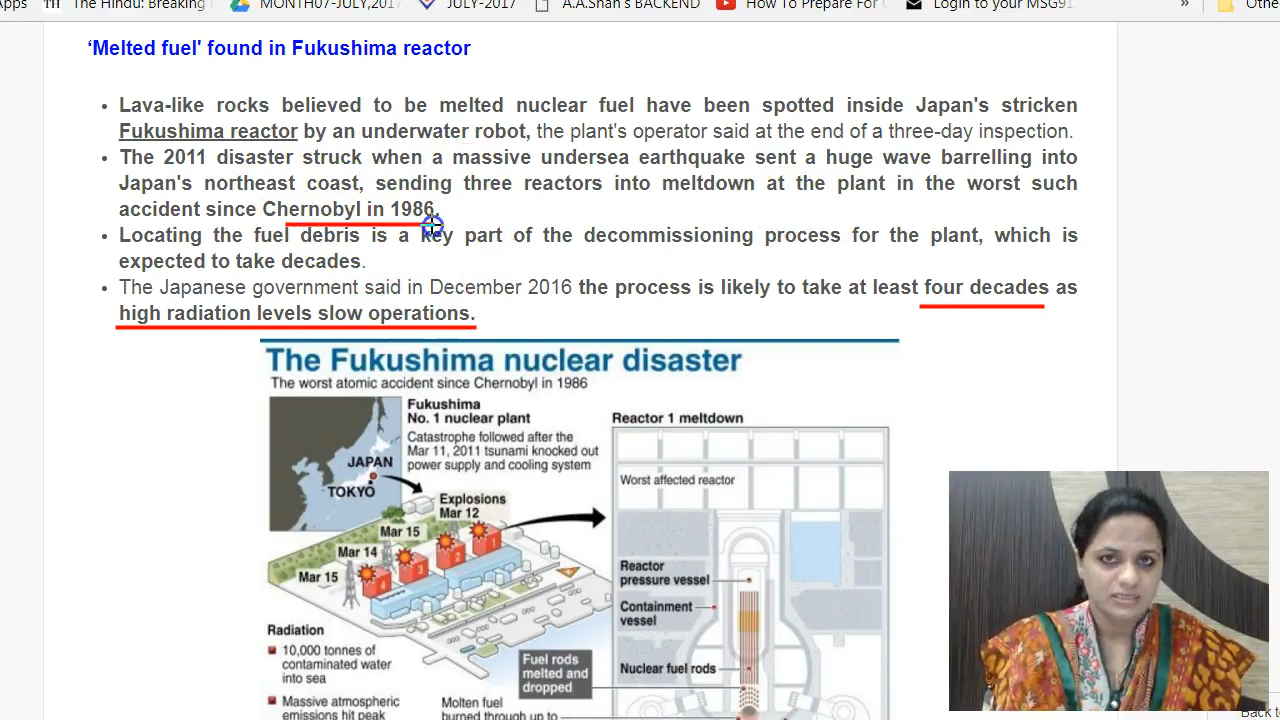 Apps
TH
The Hindu: Breaking
MONTH07-JULY,2017
JULY-2017
A.A.Shah's BACKEND
How To Prepare For
Login to your MSG91
»
‘Melted fuel' found in Fukushima reactor
• Lava-like rocks believed to be melted nuclear fuel have been spotted inside Japan's stricken
Fukushima reactor by an underwater robot, the plant's operator said at the end of a three-day inspection.
• The 2011 disaster struck when a massive undersea earthquake sent a huge wave barrelling into
Japan's northeast coast, sending three reactors into meltdown at the plant in the worst such
accident since Chernobyl in 1986.
• Locating the fuel debris is a key part of the decommissioning process for the plant, which is
expected to take decades.
• The Japanese government said in December 2016 the process is likely to take at least four decades as
high radiation levels slow operations.
The Fukushima nuclear disaster
The worst atomic accident since Chernobyl in 1986
Fukushima
No. 1 nuclear plant
Catastrophe followed after the
Mar 11, 2011 tsunami knocked out
power supply and cooling system
JAPAN
TOKYO
Explosions
Mar 12
Mar 15
Mar 14
Mar 15
1
2
3
4
Reactor 1 meltdown
Worst affected reactor
Reactor
pressure vessel
Containment
vessel
Nuclear fuel rods
Radiation
10,000 tonnes of
contaminated water
into sea
Massive atmospheric
emissions hit peak
Fuel rods
melted and
dropped
Molten fuel
burned through up to